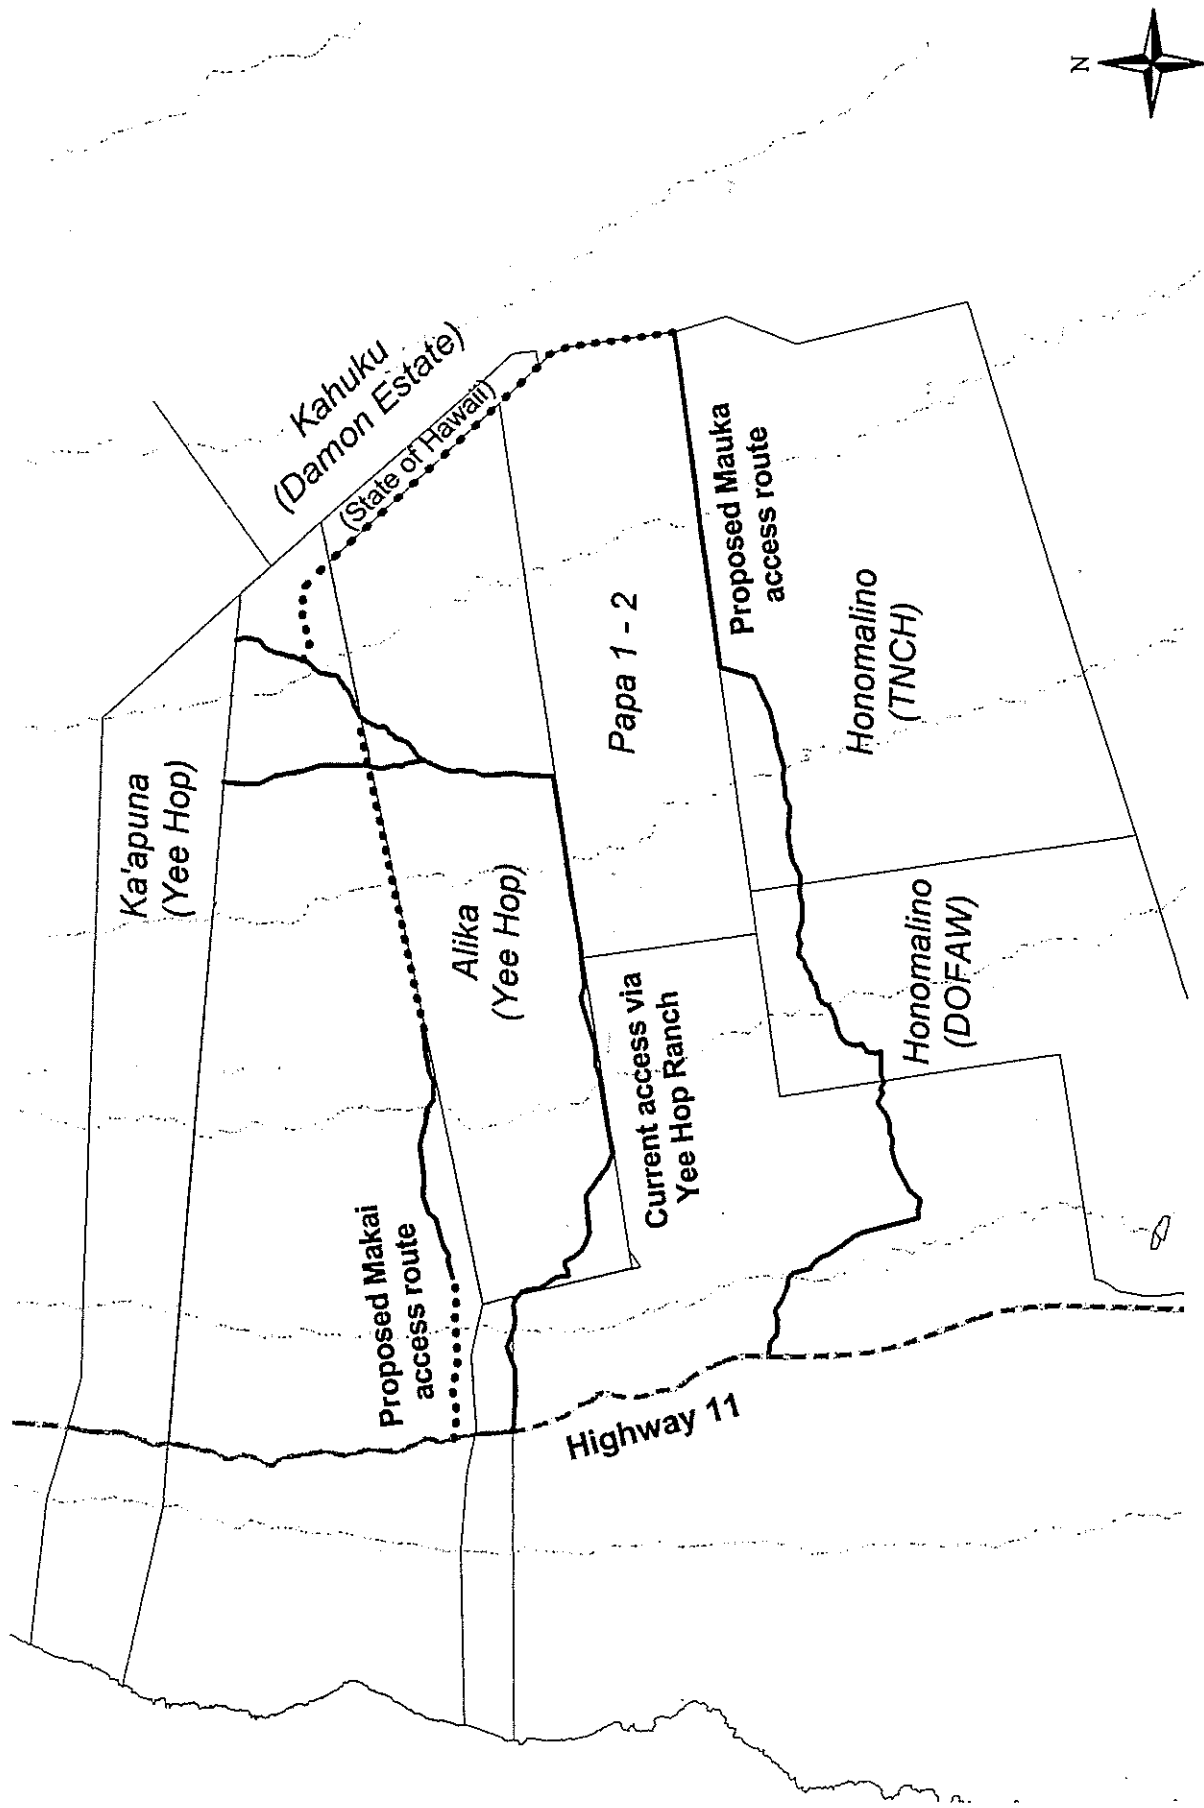 N
Kahuku
(Damon Estate)
(State of Hawaii)
Ka'apuna
(Yee Hop)
Proposed Mauka
access route
Papa 1 - 2
Honomalino
(TNCH)
Alika
(Yee Hop)
Honomalino
(DOFAW)
Current access via
Yee Hop Ranch
Proposed Makai
access route
Highway 11